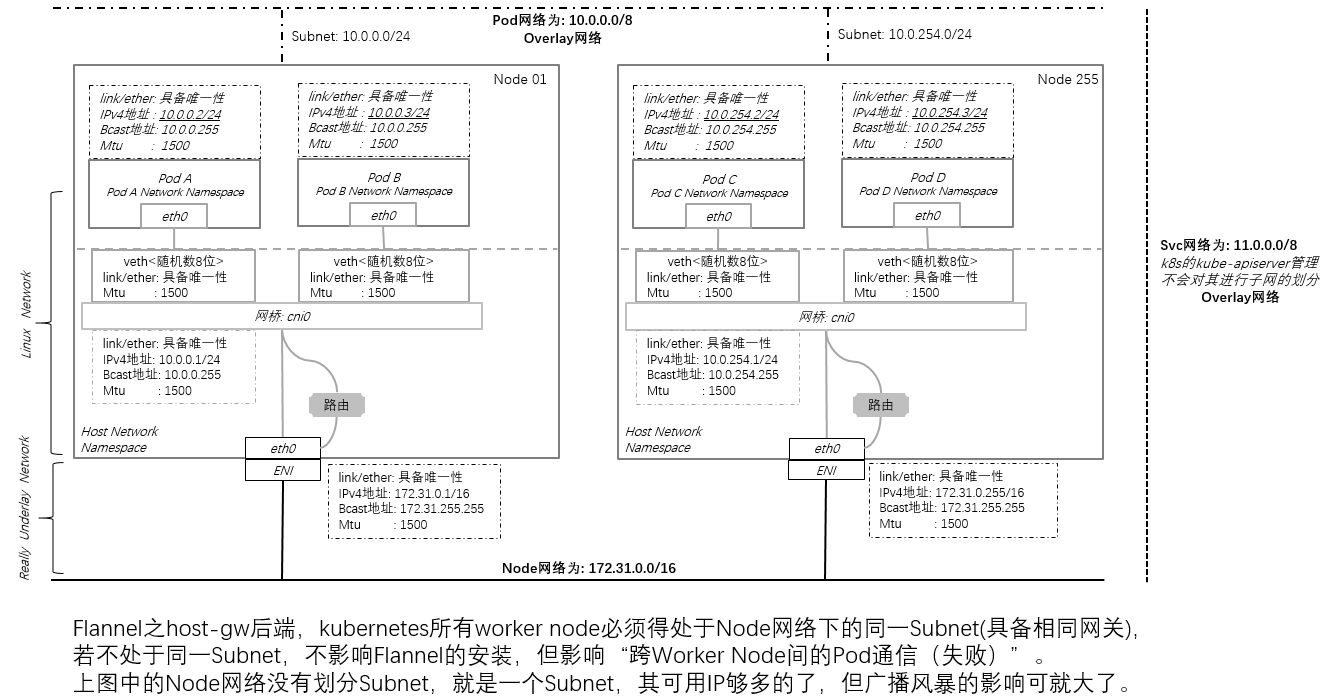 Pod网络为: 10.0.0.0/8
Overlay网络
Subnet: 10.0.0.0/24
Subnet: 10.0.254.0/24
Node 01
link/ether: 具备唯一性
IPv4地址 : 10.0.0.2/24
Bcast地址: 10.0.0.255
Mtu : 1500
link/ether: 具备唯一性
IPv4地址 : 10.0.0.3/24
Bcast地址: 10.0.0.255
Mtu : 1500
Pod A
Pod A Network Namespace
eth0
Pod B
Pod B Network Namespace
eth0
veth<随机数8位>
link/ether: 具备唯一性
Mtu : 1500
veth<随机数8位>
link/ether: 具备唯一性
Mtu : 1500
网桥: cni0
link/ether: 具备唯一性
IPv4地址: 10.0.0.1/24
Bcast地址: 10.0.0.255
Mtu : 1500
路由
Host Network
Namespace
eth0
ENI
link/ether: 具备唯一性
IPv4地址: 172.31.0.1/16
Bcast地址: 172.31.255.255
Mtu : 1500
Node 255
link/ether: 具备唯一性
IPv4地址 : 10.0.254.2/24
Bcast地址: 10.0.254.255
Mtu : 1500
link/ether: 具备唯一性
IPv4地址 : 10.0.254.3/24
Bcast地址: 10.0.254.255
Mtu : 1500
Pod C
Pod C Network Namespace
eth0
Pod D
Pod D Network Namespace
eth0
veth<随机数8位>
link/ether: 具备唯一性
Mtu : 1500
veth<随机数8位>
link/ether: 具备唯一性
Mtu : 1500
网桥: cni0
link/ether: 具备唯一性
IPv4地址: 10.0.254.1/24
Bcast地址: 10.0.254.255
Mtu : 1500
路由
Host Network
Namespace
eth0
ENI
link/ether: 具备唯一性
IPv4地址: 172.31.0.255/16
Bcast地址: 172.31.255.255
Mtu : 1500
Linux Network
Really Underlay Network
Node网络为: 172.31.0.0/16
Svc网络为: 11.0.0.0/8
k8s的kube-apiserver管理
不会对其进行子网的划分
Overlay网络
Flannel之host-gw后端，kubernetes所有worker node必须得处于Node网络下的同一Subnet(具备相同网关),
若不处于同一Subnet，不影响Flannel的安装，但影响“跨Worker Node间的Pod通信（失败）”。
上图中的Node网络没有划分Subnet，就是一个Subnet，其可用IP够多的了，但广播风暴的影响可就大了。